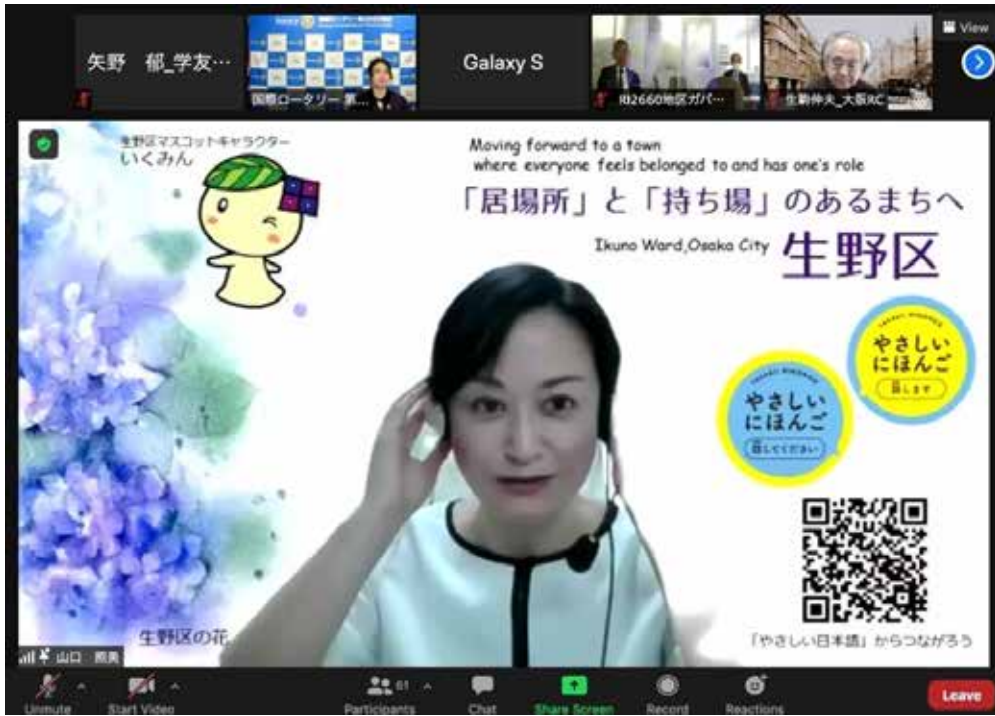 矢野 郁_学友…
国際ロータリー 第…
Galaxy S
RI2660地区ガバ…
生駒伸夫_大阪RC
View
生野区マスコットキャラクター
いくみん
Moving forward to a town
where everyone feels belonged to and has one's role
「居場所」と「持ち場」のあるまちへ
Ikuno Ward,Osaka City 生野区
やさしい
にほんご
話します
やさしい
にほんご
話してください
生野区の花
「やさしい日本語」からつながろう
山口 照美
Unmute
Start Video
Participants
61
Chat
Share Screen
Record
Reactions
Leave